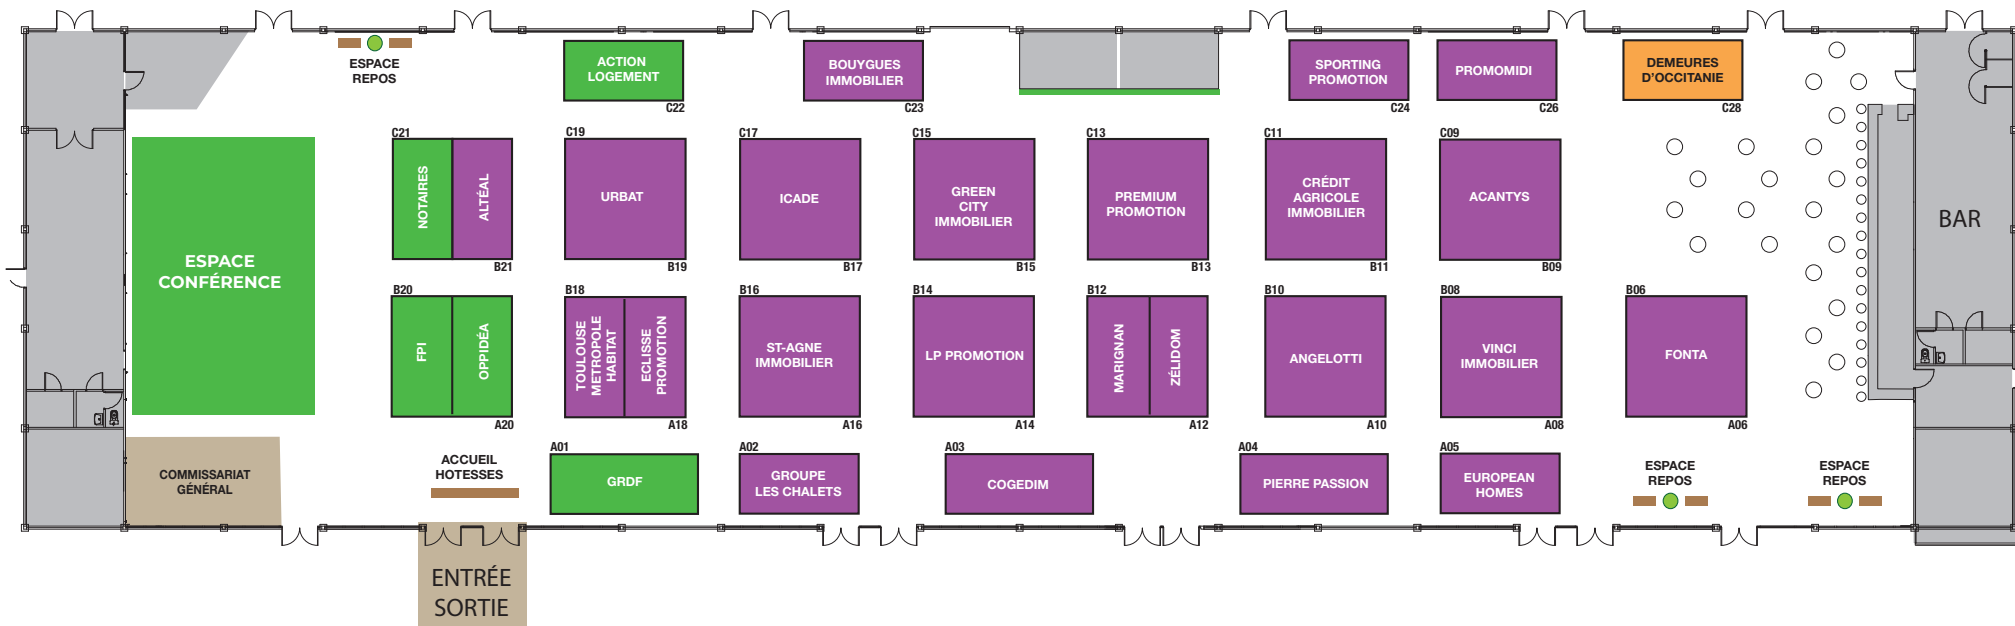 ESPACE
REPOS
ACTION
LOGEMENT
C22
BOUYGUES
IMMOBILIER
C23
SPORTING
PROMOTION
C24
PROMOMIDI
C26
DEMEURES
D'OCCITANIE
C28
C21
NOTAIRES
ALTÉAL
B21
C19
URBAT
B19
C17
ICADE
B17
C15
GREEN
CITY
IMMOBILIER
B15
C13
PREMIUM
PROMOTION
B13
C11
CRÉDIT
AGRICOLE
IMMOBILIER
B11
C09
ACANTYS
B09
BAR
ESPACE
CONFÉRENCE
B20
FPI
OPPIDÉA
A20
B18
TOULOUSE
METROPOLE
HABITAT
ECLISSE
PROMOTION
A18
B16
ST-AGNE
IMMOBILIER
A16
B14
LP PROMOTION
A14
B12
MARIGNAN
ZÉLIDOM
A12
B10
ANGELOTTI
A10
B08
VINCI
IMMOBILIER
A08
B06
FONTA
A06
COMMISSARIAT
GÉNÉRAL
ACCUEIL
HOTESSES
A01
GRDF
A02
GROUPE
LES CHALETS
A03
COGEDIM
A04
PIERRE PASSION
A05
EUROPEAN
HOMES
ESPACE
REPOS
ESPACE
REPOS
ENTRÉE
SORTIE